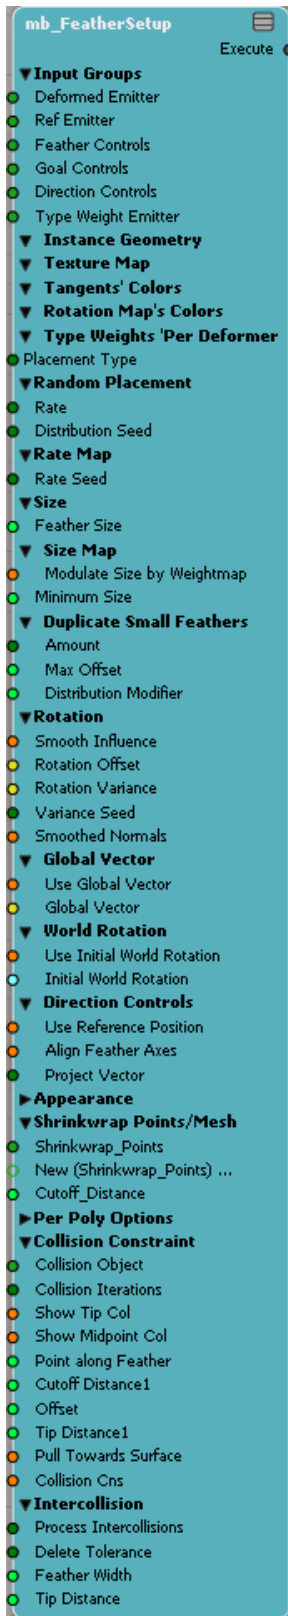 mb_FeatherSetup
Execute
▼Input Groups
Deformed Emitter
Ref Emitter
Feather Controls
Goal Controls
Direction Controls
Type Weight Emitter
▼ Instance Geometry
▼ Texture Map
▼ Tangents' Colors
▼ Rotation Map's Colors
▼ Type Weights 'Per Deformer
Placement Type
▼Random Placement
Rate
Distribution Seed
▼Rate Map
Rate Seed
▼Size
Feather Size
▼ Size Map
Modulate Size by Weightmap
Minimum Size
▼ Duplicate Small Feathers
Amount
Max Offset
Distribution Modifier
▼Rotation
Smooth Influence
Rotation Offset
Rotation Variance
Variance Seed
Smoothed Normals
▼ Global Vector
Use Global Vector
Global Vector
▼ World Rotation
Use Initial World Rotation
Initial World Rotation
▼ Direction Controls
Use Reference Position
Align Feather Axes
Project Vector
►Appearance
▼Shrinkwrap Points/Mesh
Shrinkwrap_Points
New (Shrinkwrap_Points) ...
Cutoff_Distance
►Per Poly Options
▼Collision Constraint
Collision Object
Collision Iterations
Show Tip Col
Show Midpoint Col
Point along Feather
Cutoff Distance1
Offset
Tip Distance1
Pull Towards Surface
Collision Cns
▼Intercollision
Process Intercollisions
Delete Tolerance
Feather Width
Tip Distance